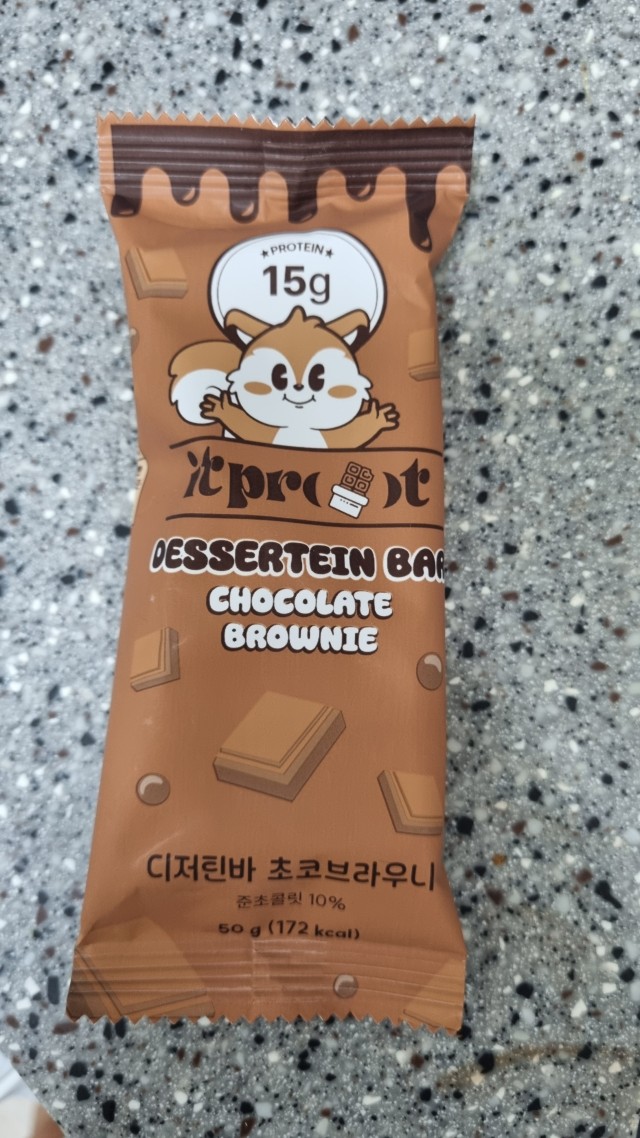 ★PROTEIN★
15g
itpr t
DESSERTEIN BAR
CHOCOLATE
BROWNIE
디저틴바 초코브라우니
준초콜릿 10%
50 g (172 kcal)